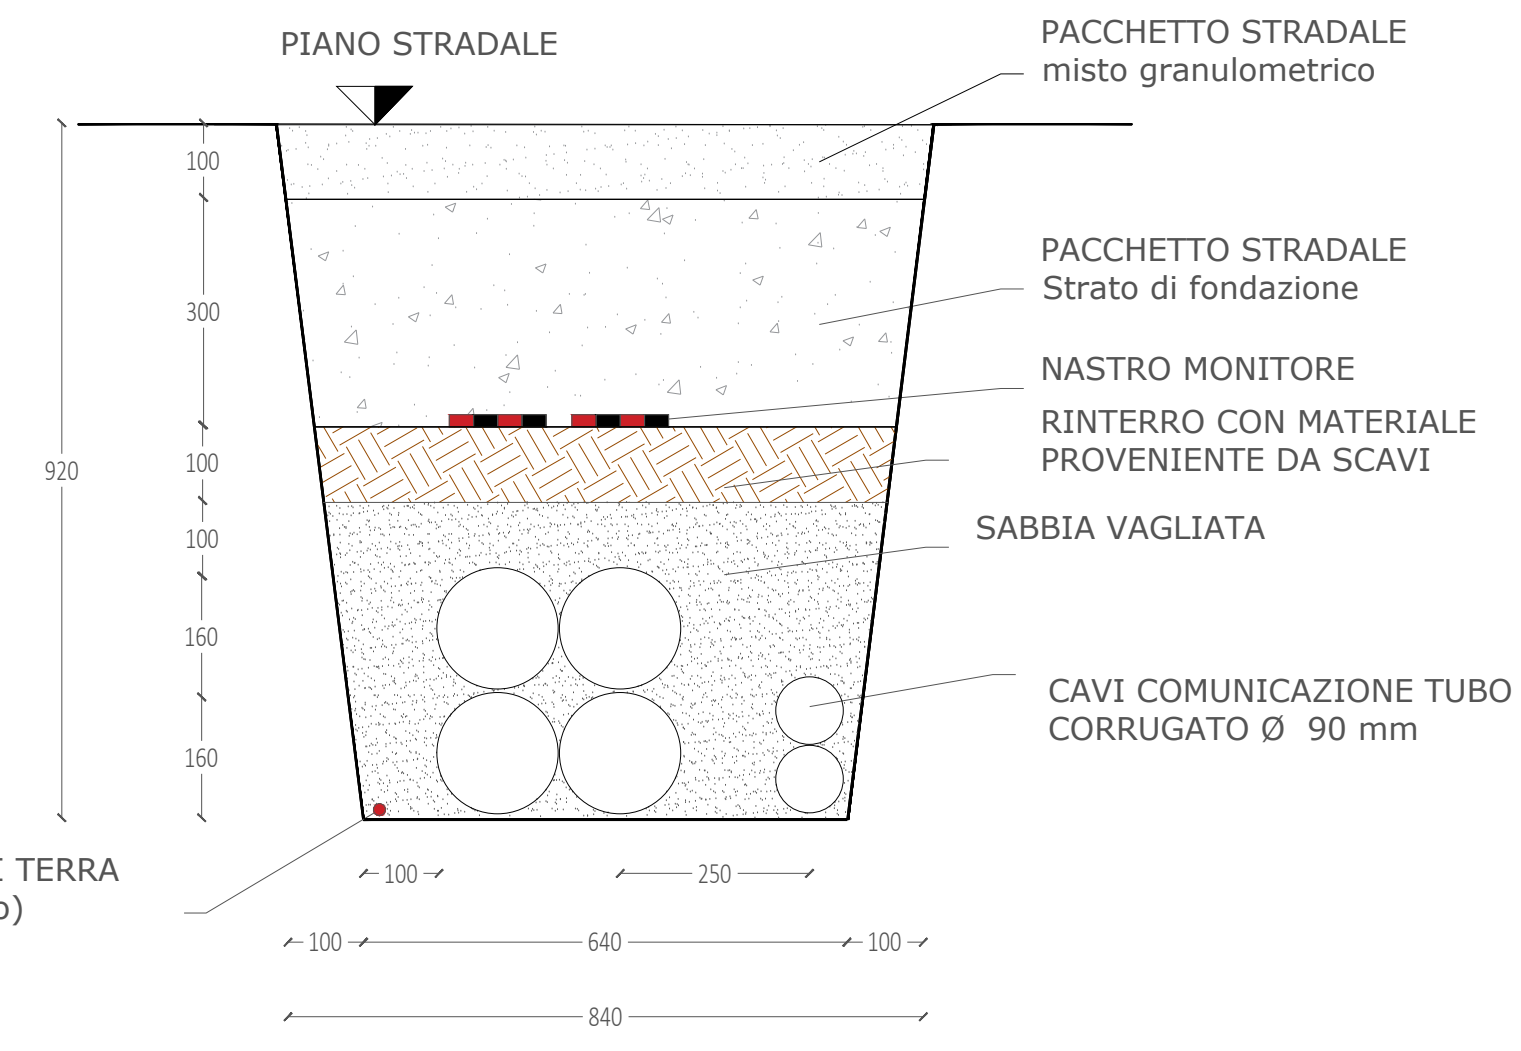 PIANO STRADALE
PACCHETTO STRADALE
misto granulometrico
100
300
PACCHETTO STRADALE
Strato di fondazione
NASTRO MONITORE
RINTERRO CON MATERIALE
PROVENIENTE DA SCAVI
920
100
100
SABBIA VAGLIATA
160
160
CAVI COMUNICAZIONE TUBO
CORRUGATO Ø 90 mm
TERRA
100
250
100
640
100
840